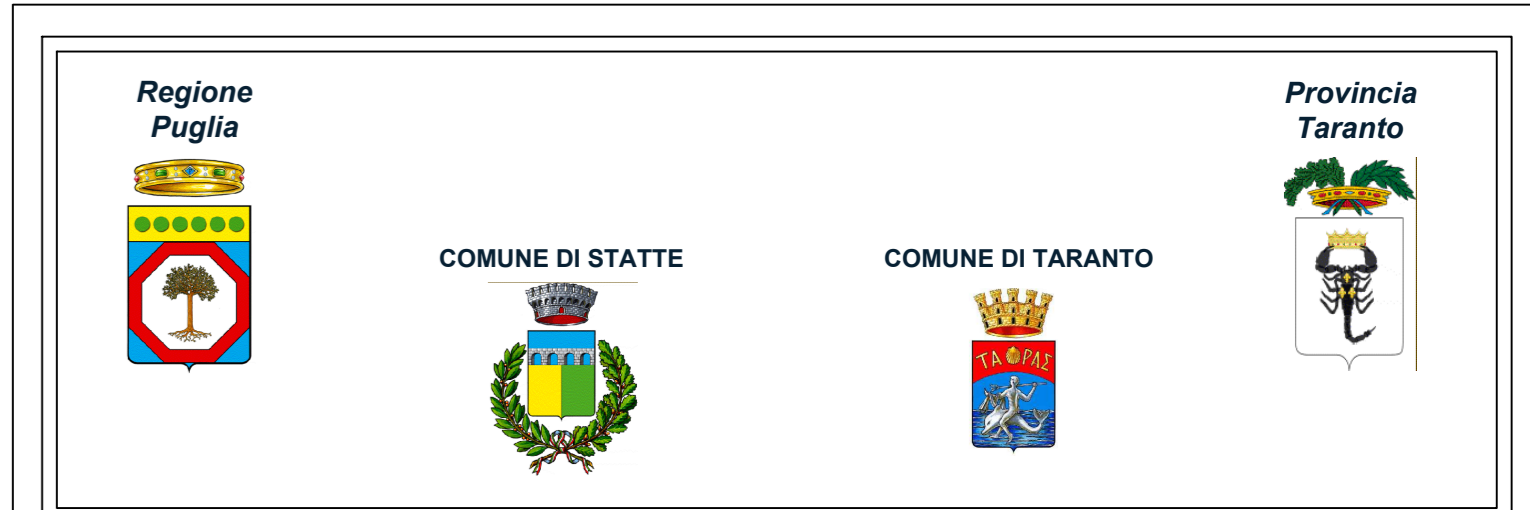 Regione
Puglia
Provincia
Taranto
COMUNE DI STATTE
COMUNE DI TARANTO
ΤΑ ΡΑΣ